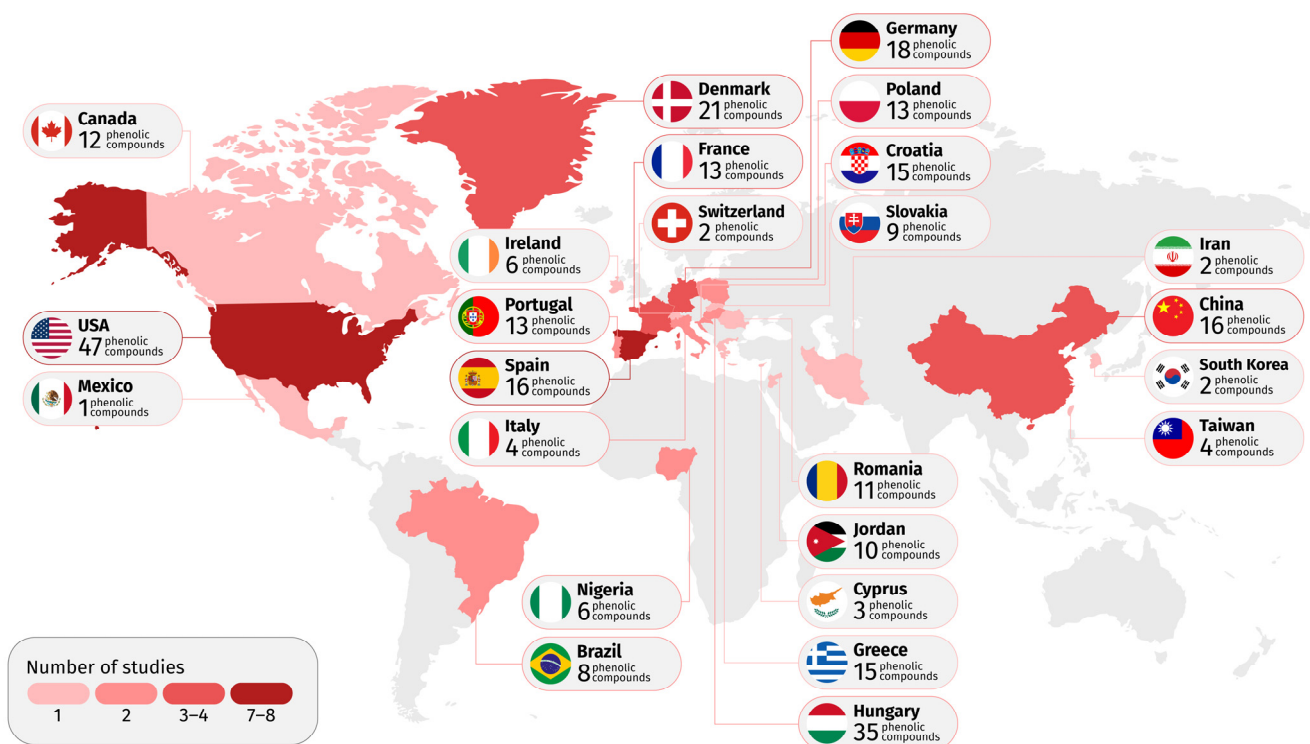 Germany
18 phenolic compounds
Canada
12 phenolic compounds
Denmark
21 phenolic compounds
Poland
13 phenolic compounds
France
13 phenolic compounds
Croatia
15 phenolic compounds
Switzerland
2 phenolic compounds
Slovakia
9 phenolic compounds
Ireland
6 phenolic compounds
Iran
2 phenolic compounds
USA
47 phenolic compounds
Portugal
13 phenolic compounds
China
16 phenolic compounds
Mexico
1 phenolic compounds
Spain
16 phenolic compounds
South Korea
2 phenolic compounds
Italy
4 phenolic compounds
Taiwan
4 phenolic compounds
Romania
11 phenolic compounds
Jordan
10 phenolic compounds
Nigeria
6 phenolic compounds
Cyprus
3 phenolic compounds
Brazil
8 phenolic compounds
Greece
15 phenolic compounds
Hungary
35 phenolic compounds
Number of studies
1 2 3–4 7–8